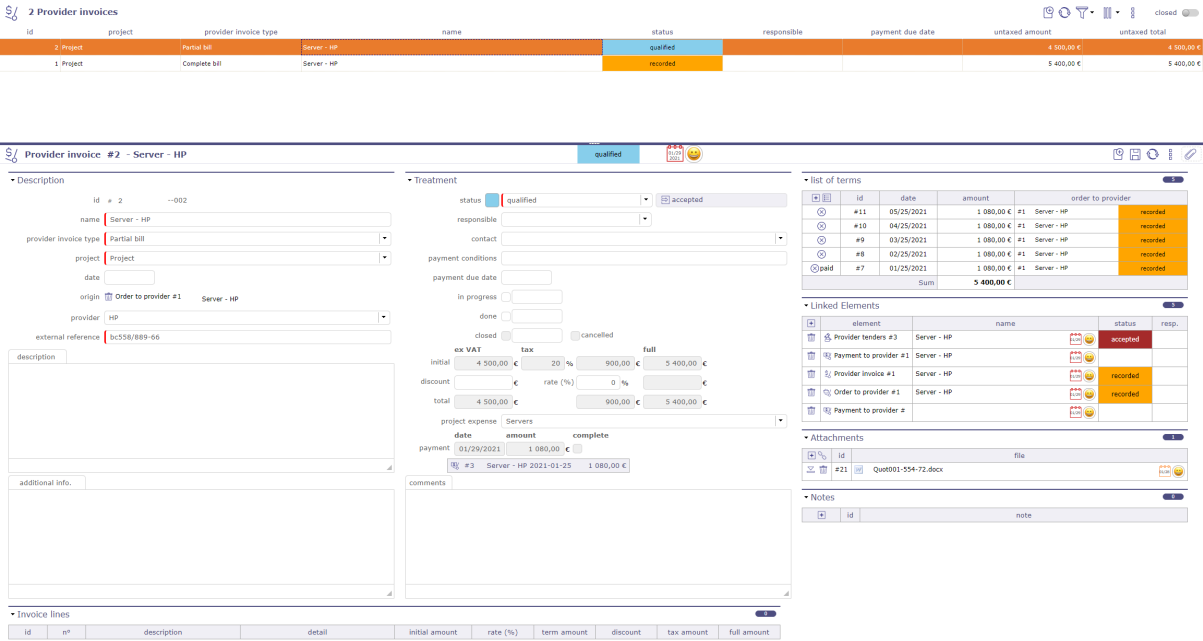 2 Provider invoices closed
id project provider invoice type name status responsible payment due date untaxed amount untaxed total
2 Project Partial bill Server - HP qualified 4 500,00 € 4 500,00 €
1 Project Complete bill Server - HP recorded 5 400,00 € 5 400,00 €
Provider invoice #2 - Server - HP qualified 01/29 2021
Description
id # 2 --002
name Server - HP
provider invoice type Partial bill
project Project
date
origin Order to provider #1 Server - HP
provider HP
external reference bc558/889-66
description
additional info.
Treatment
status qualified accepted
responsible
contact
payment conditions
payment due date
in progress
done
closed cancelled
ex VAT tax full
initial 4 500,00 € 20 % 900,00 € 5 400,00 €
discount € rate (%) 0 % €
total 4 500,00 € 900,00 € 5 400,00 €
project expense Servers
date amount complete
payment 01/29/2021 1 080,00 €
#3 Server - HP 2021-01-25 1 080,00 €
comments
list of terms 5
id date amount order to provider
#11 05/25/2021 1 080,00 € #1 Server - HP recorded
#10 04/25/2021 1 080,00 € #1 Server - HP recorded
#9 03/25/2021 1 080,00 € #1 Server - HP recorded
#8 02/25/2021 1 080,00 € #1 Server - HP recorded
paid #7 01/25/2021 1 080,00 € #1 Server - HP recorded
Sum 5 400,00 €
Linked Elements 5
element name status resp.
Provider tenders #3 Server - HP accepted
Payment to provider #1 Server - HP
Provider invoice #1 Server - HP recorded
Order to provider #1 Server - HP recorded
Payment to provider #
Attachments 1
id file
#21 Quot001-554-72.docx
Notes 0
id note
Invoice lines 0
id n° description detail initial amount rate (%) term amount discount tax amount full amount